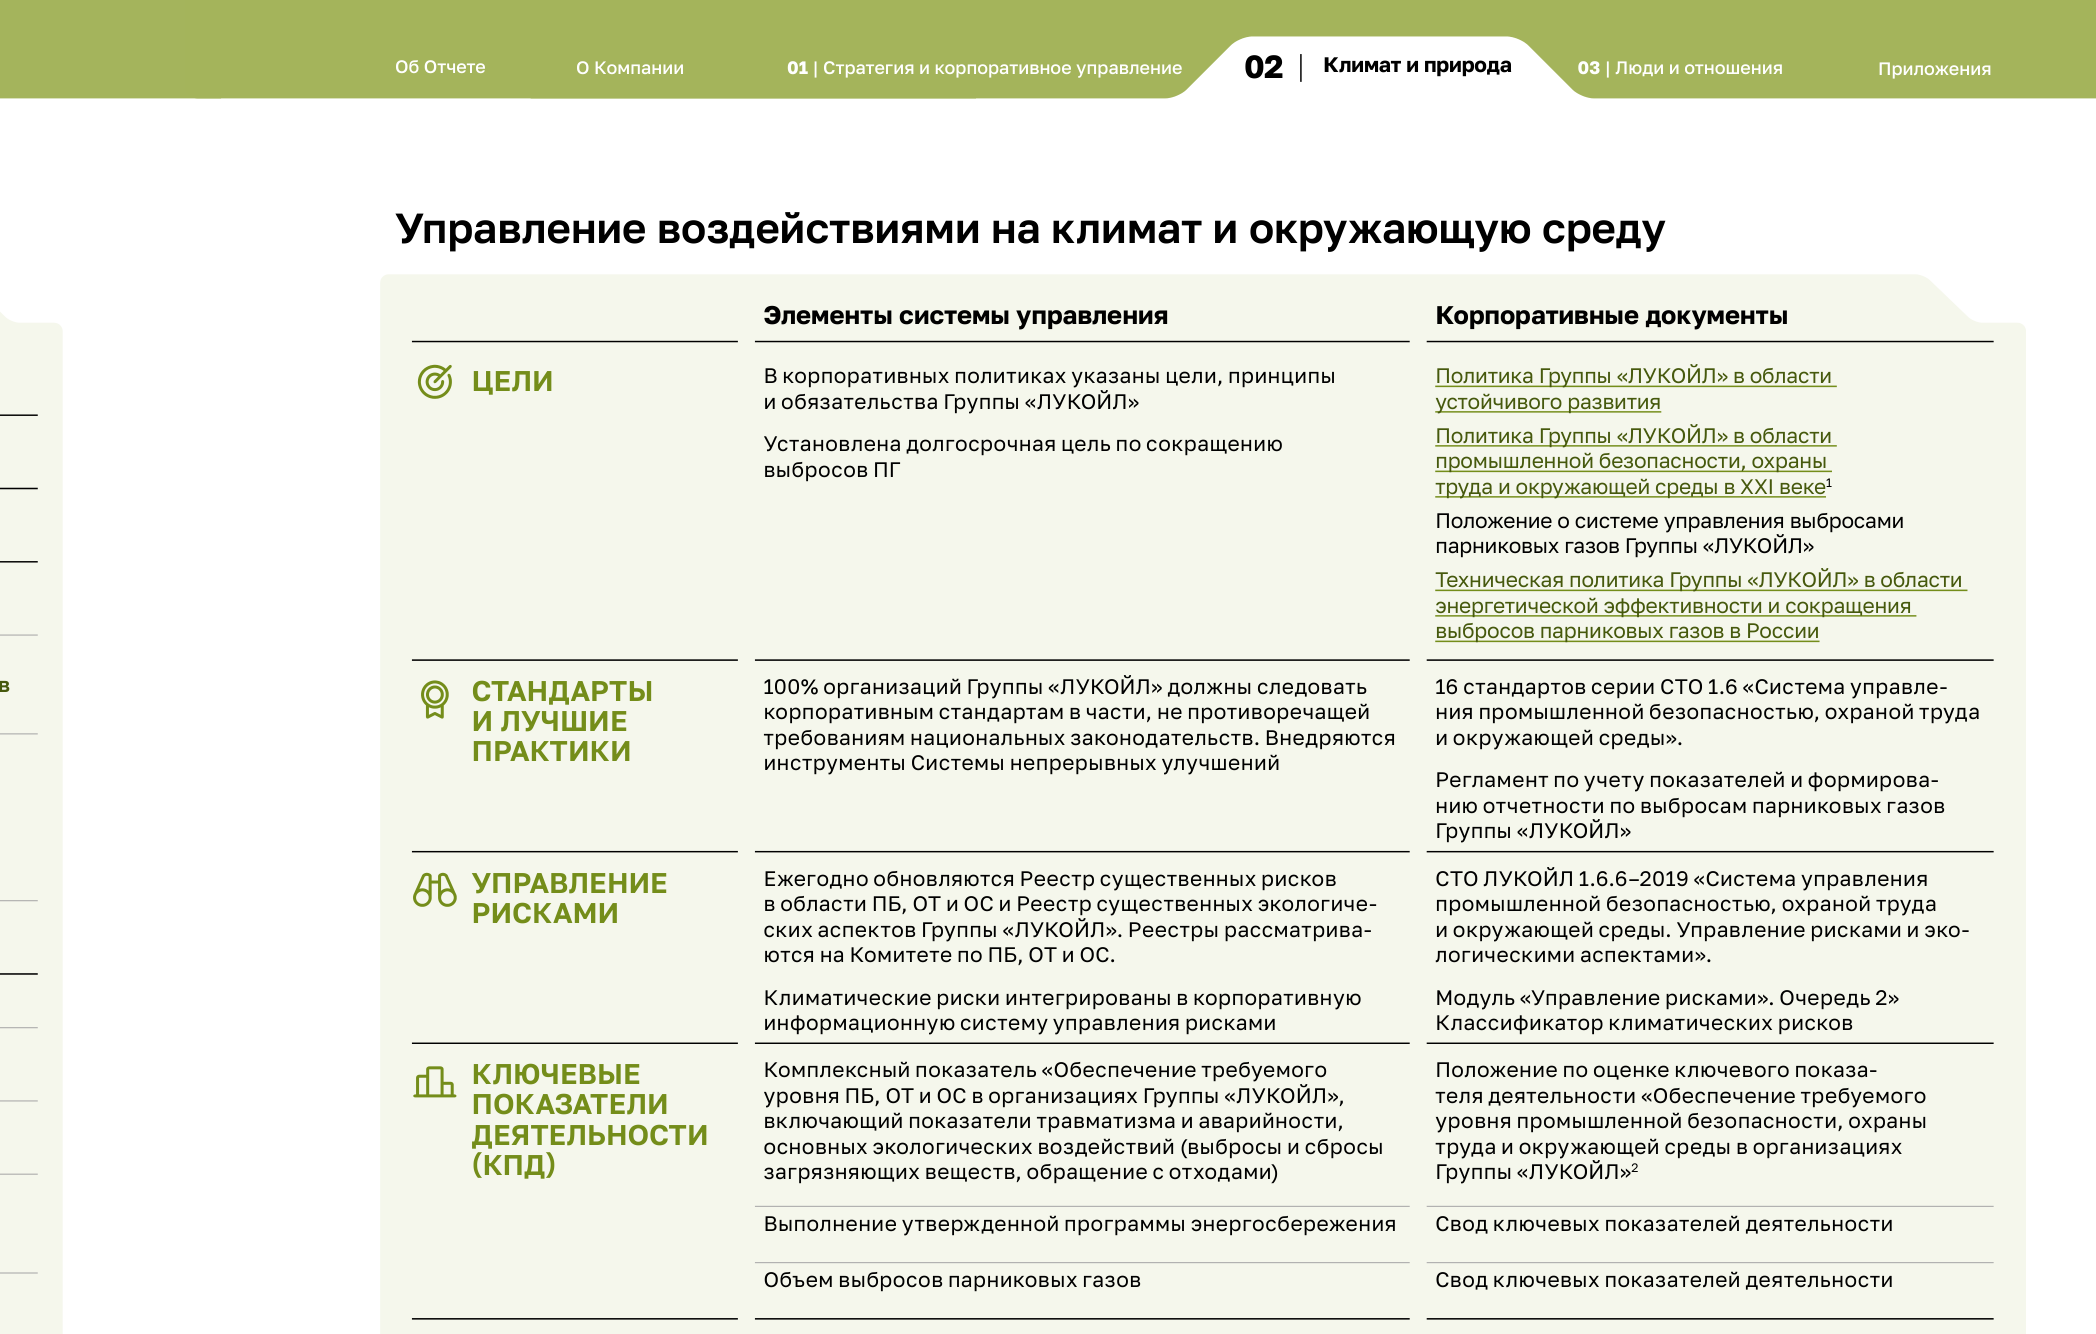 Об Отчете
О Компании
01 | Стратегия и корпоративное управление
02 | Климат и природа
03 | Люди и отношения
Приложения
Управление воздействиями на климат и окружающую среду
Элементы системы управления
Корпоративные документы
ЦЕЛИ
В корпоративных политиках указаны цели, принципы
и обязательства Группы «ЛУКОЙЛ»
Установлена долгосрочная цель по сокращению
выбросов ПГ
Политика Группы «ЛУКОЙЛ» в области
устойчивого развития
Политика Группы «ЛУКОЙЛ» в области
промышленной безопасности, охраны
труда и окружающей среды в XXI веке¹
Положение о системе управления выбросами
парниковых газов Группы «ЛУКОЙЛ»
Техническая политика Группы «ЛУКОЙЛ» в области
энергетической эффективности и сокращения
выбросов парниковых газов в России
в
СТАНДАРТЫ
И ЛУЧШИЕ
ПРАКТИКИ
100% организаций Группы «ЛУКОЙЛ» должны следовать
корпоративным стандартам в части, не противоречащей
требованиям национальных законодательств. Внедряются
инструменты Системы непрерывных улучшений
16 стандартов серии СТО 1.6 «Система управле-
ния промышленной безопасностью, охраной труда
и окружающей среды».
Регламент по учету показателей и формирова-
нию отчетности по выбросам парниковых газов
Группы «ЛУКОЙЛ»
УПРАВЛЕНИЕ
РИСКАМИ
Ежегодно обновляются Реестр существенных рисков
в области ПБ, ОТ и ОС и Реестр существенных экологиче-
ских аспектов Группы «ЛУКОЙЛ». Реестры рассматрива-
ются на Комитете по ПБ, ОТ и ОС.
Климатические риски интегрированы в корпоративную
информационную систему управления рисками
СТО ЛУКОЙЛ 1.6.6–2019 «Система управления
промышленной безопасностью, охраной труда
и окружающей среды. Управление рисками и эко-
логическими аспектами».
Модуль «Управление рисками». Очередь 2»
Классификатор климатических рисков
КЛЮЧЕВЫЕ
ПОКАЗАТЕЛИ
ДЕЯТЕЛЬНОСТИ
(КПД)
Комплексный показатель «Обеспечение требуемого
уровня ПБ, ОТ и ОС в организациях Группы «ЛУКОЙЛ»,
включающий показатели травматизма и аварийности,
основных экологических воздействий (выбросы и сбросы
загрязняющих веществ, обращение с отходами)
Положение по оценке ключевого показа-
теля деятельности «Обеспечение требуемого
уровня промышленной безопасности, охраны
труда и окружающей среды в организациях
Группы «ЛУКОЙЛ»²
Выполнение утвержденной программы энергосбережения
Свод ключевых показателей деятельности
Объем выбросов парниковых газов
Свод ключевых показателей деятельности